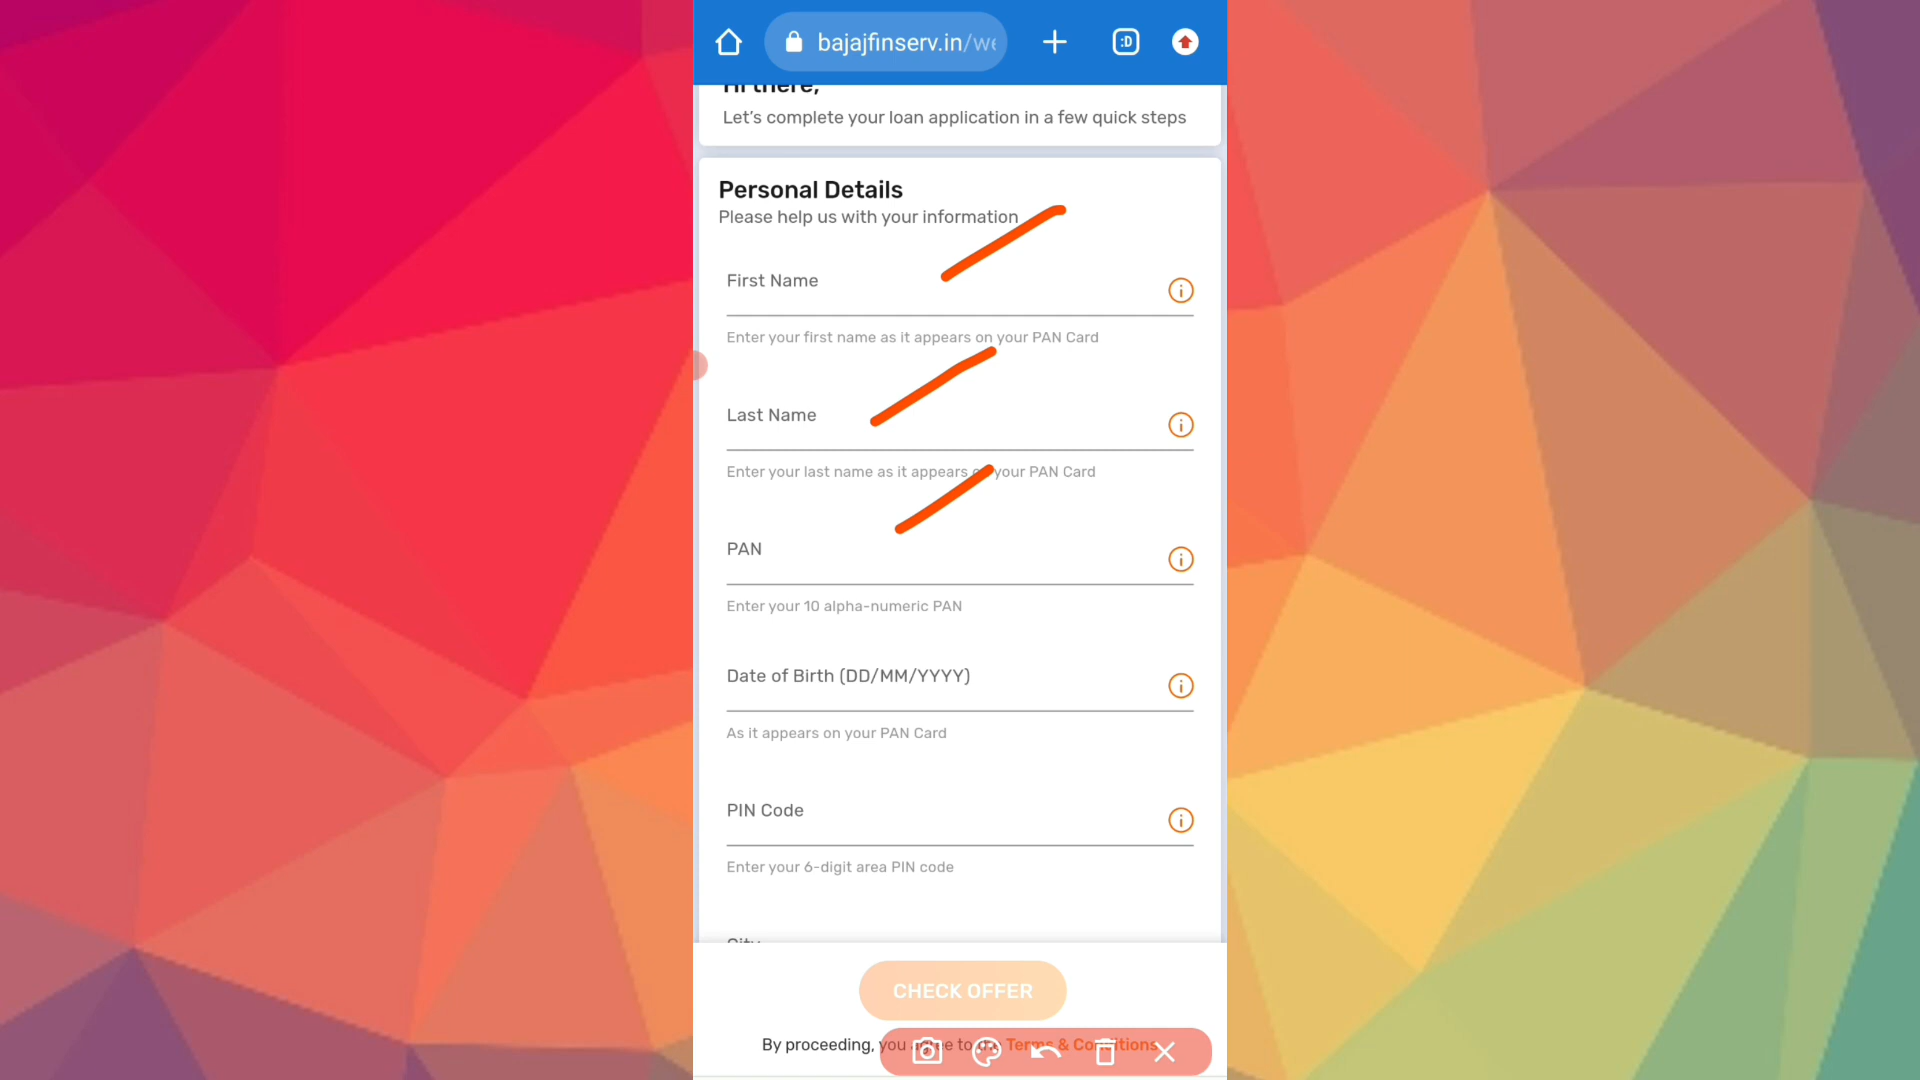 bajajfinserv.in/we
:D
Hi there,
Let's complete your loan application in a few quick steps
Personal Details
Please help us with your information
First Name
Enter your first name as it appears on your PAN Card
Last Name
Enter your last name as it appears on your PAN Card
PAN
Enter your 10 alpha-numeric PAN
Date of Birth (DD/MM/YYYY)
As it appears on your PAN Card
PIN Code
Enter your 6-digit area PIN code
City
CHECK OFFER
By proceeding, you agree to the Terms & Conditions